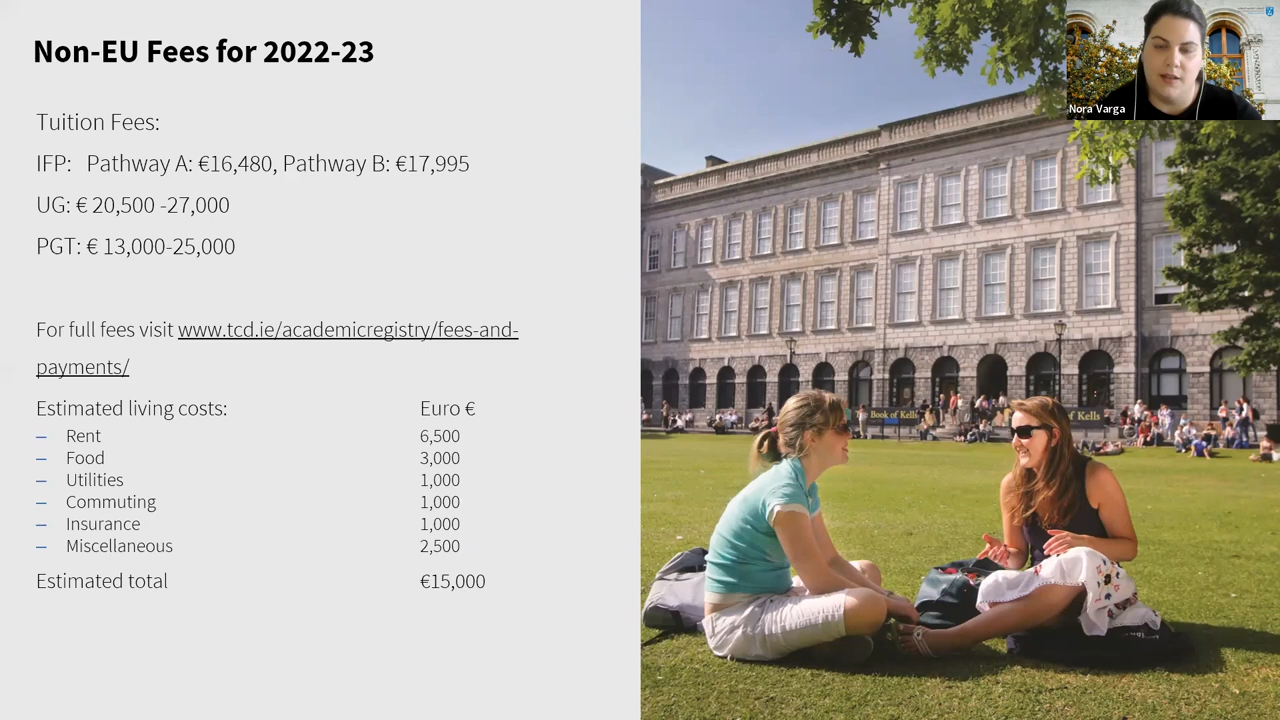 Non-EU Fees for 2022-23
Tuition Fees:
IFP: Pathway A: €16,480, Pathway B: €17,995
UG: € 20,500 -27,000
PGT: € 13,000-25,000
For full fees visit www.tcd.ie/academicregistry/fees-and-
payments/
Estimated living costs: Euro €
– Rent 6,500
– Food 3,000
– Utilities 1,000
– Commuting 1,000
– Insurance 1,000
– Miscellaneous 2,500
Estimated total €15,000
Nora Varga
Book of Kells
of Kells